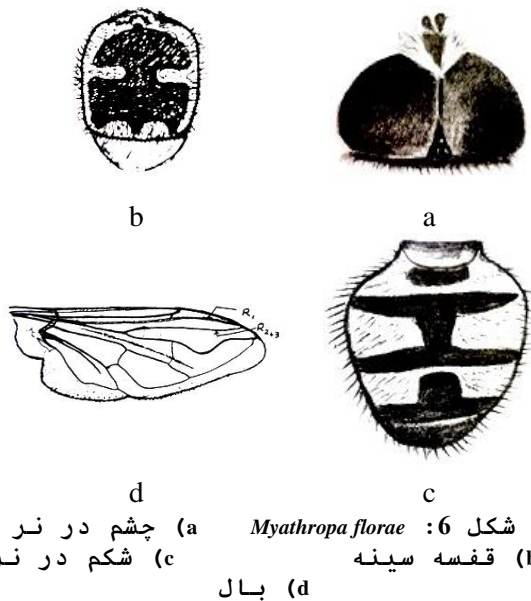 b
a
R1
R2+3
d
c
شکل 6: Myathropa florae a) چشم در نر
b) قفسه سینه c) شکم در نر
d) بال